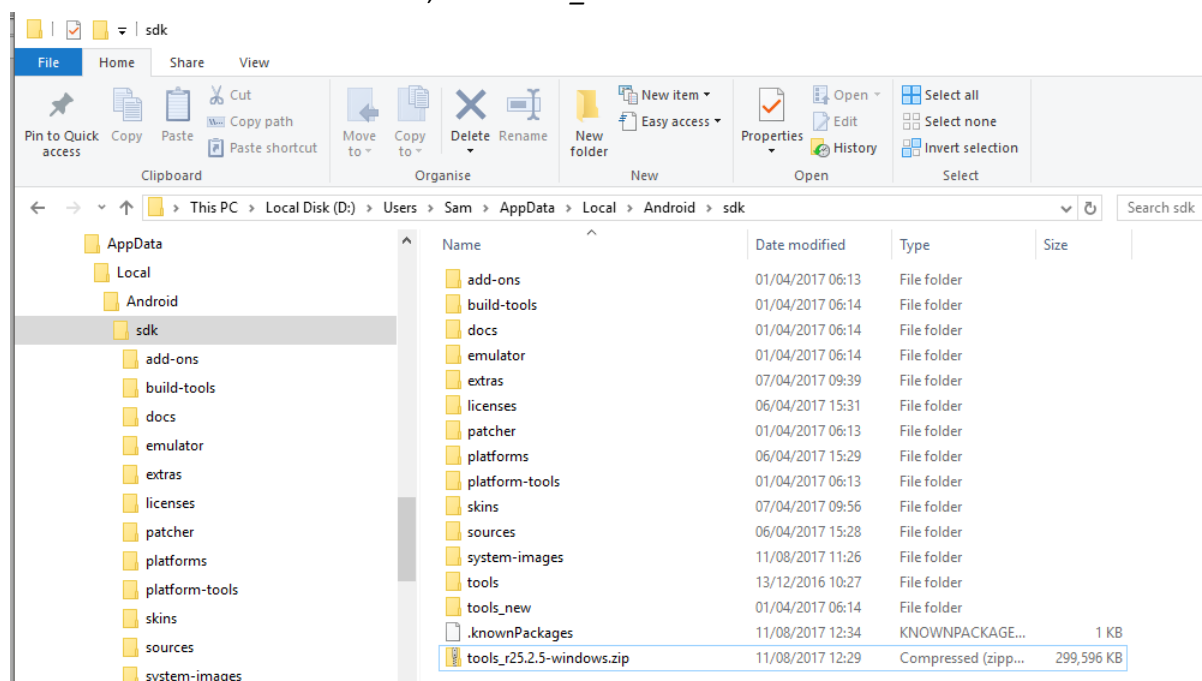 sdk
File Home Share View
Pin to Quick access
Copy
Paste
Cut
Copy path
Paste shortcut
Clipboard
Move to
Copy to
Delete
Rename
Organise
New folder
New item
Easy access
New
Properties
Open
Edit
History
Open
Select all
Select none
Invert selection
Select
This PC > Local Disk (D:) > Users > Sam > AppData > Local > Android > sdk
Search sdk
AppData
Local
Android
sdk
add-ons
build-tools
docs
emulator
extras
licenses
patcher
platforms
platform-tools
skins
sources
system-images
Name Date modified Type Size
add-ons 01/04/2017 06:13 File folder
build-tools 01/04/2017 06:14 File folder
docs 01/04/2017 06:14 File folder
emulator 01/04/2017 06:14 File folder
extras 07/04/2017 09:39 File folder
licenses 06/04/2017 15:31 File folder
patcher 01/04/2017 06:13 File folder
platforms 06/04/2017 15:29 File folder
platform-tools 01/04/2017 06:13 File folder
skins 07/04/2017 09:56 File folder
sources 06/04/2017 15:28 File folder
system-images 11/08/2017 11:26 File folder
tools 13/12/2016 10:27 File folder
tools_new 01/04/2017 06:14 File folder
.knownPackages 11/08/2017 12:34 KNOWNPACKAGE... 1 KB
tools_r25.2.5-windows.zip 11/08/2017 12:29 Compressed (zipp... 299,596 KB